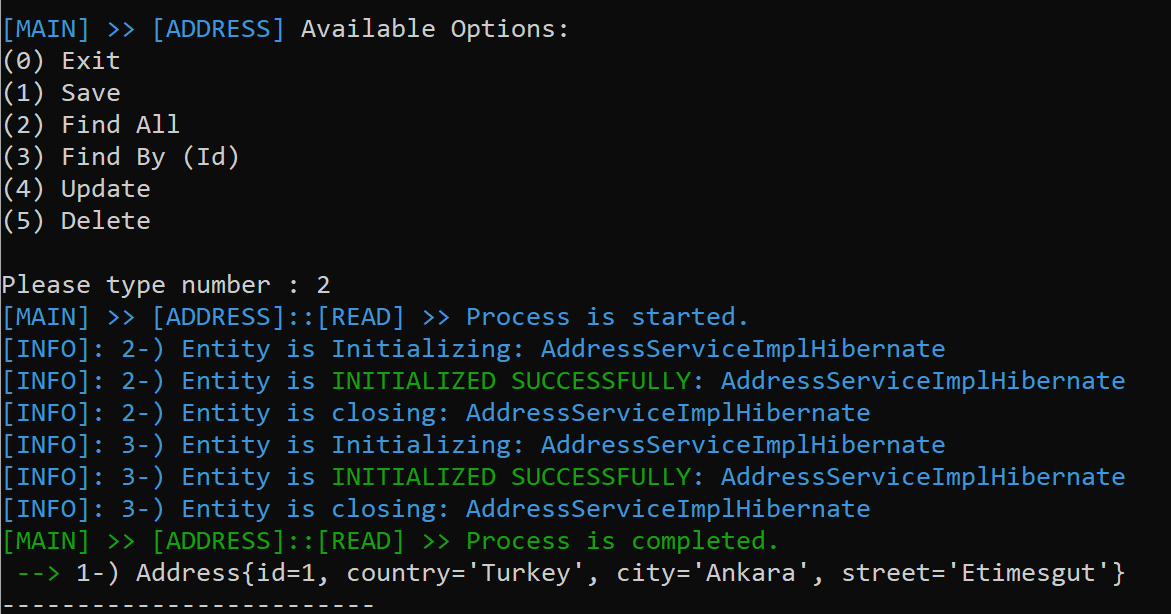 [MAIN] >> [ADDRESS] Available Options:
(0) Exit
(1) Save
(2) Find All
(3) Find By (Id)
(4) Update
(5) Delete
Please type number : 2
[MAIN] >> [ADDRESS]::[READ] >> Process is started.
[INFO]: 2-) Entity is Initializing: AddressServiceImplHibernate
[INFO]: 2-) Entity is INITIALIZED SUCCESSFULLY: AddressServiceImplHibernate
[INFO]: 2-) Entity is closing: AddressServiceImplHibernate
[INFO]: 3-) Entity is Initializing: AddressServiceImplHibernate
[INFO]: 3-) Entity is INITIALIZED SUCCESSFULLY: AddressServiceImplHibernate
[INFO]: 3-) Entity is closing: AddressServiceImplHibernate
[MAIN] >> [ADDRESS]::[READ] >> Process is completed.
--> 1-) Address{id=1, country='Turkey', city='Ankara', street='Etimesgut'}
-------------------------